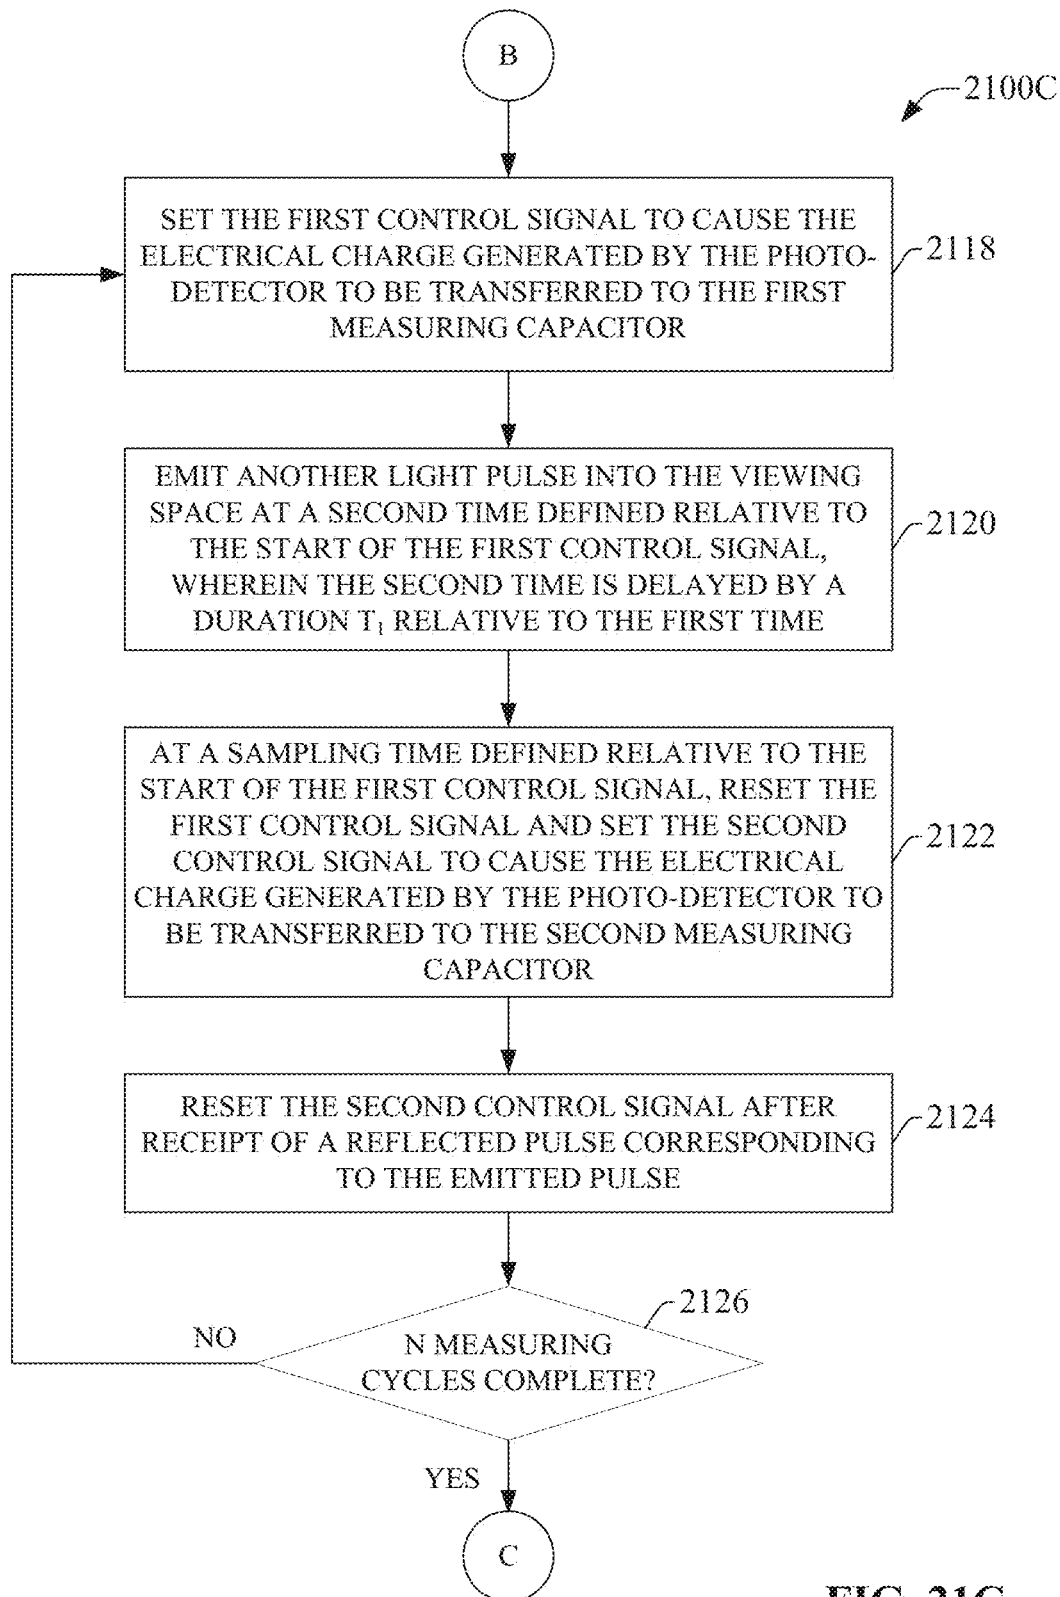 B
2100C
SET THE FIRST CONTROL SIGNAL TO CAUSE THE
ELECTRICAL CHARGE GENERATED BY THE PHOTO-
DETECTOR TO BE TRANSFERRED TO THE FIRST
MEASURING CAPACITOR
2118
EMIT ANOTHER LIGHT PULSE INTO THE VIEWING
SPACE AT A SECOND TIME DEFINED RELATIVE TO
THE START OF THE FIRST CONTROL SIGNAL,
WHEREIN THE SECOND TIME IS DELAYED BY A
DURATION T₁ RELATIVE TO THE FIRST TIME
2120
AT A SAMPLING TIME DEFINED RELATIVE TO THE
START OF THE FIRST CONTROL SIGNAL, RESET THE
FIRST CONTROL SIGNAL AND SET THE SECOND
CONTROL SIGNAL TO CAUSE THE ELECTRICAL
CHARGE GENERATED BY THE PHOTO-DETECTOR TO
BE TRANSFERRED TO THE SECOND MEASURING
CAPACITOR
2122
RESET THE SECOND CONTROL SIGNAL AFTER
RECEIPT OF A REFLECTED PULSE CORRESPONDING
TO THE EMITTED PULSE
2124
2126
NO
N MEASURING
CYCLES COMPLETE?
YES
C
FIG. 21C